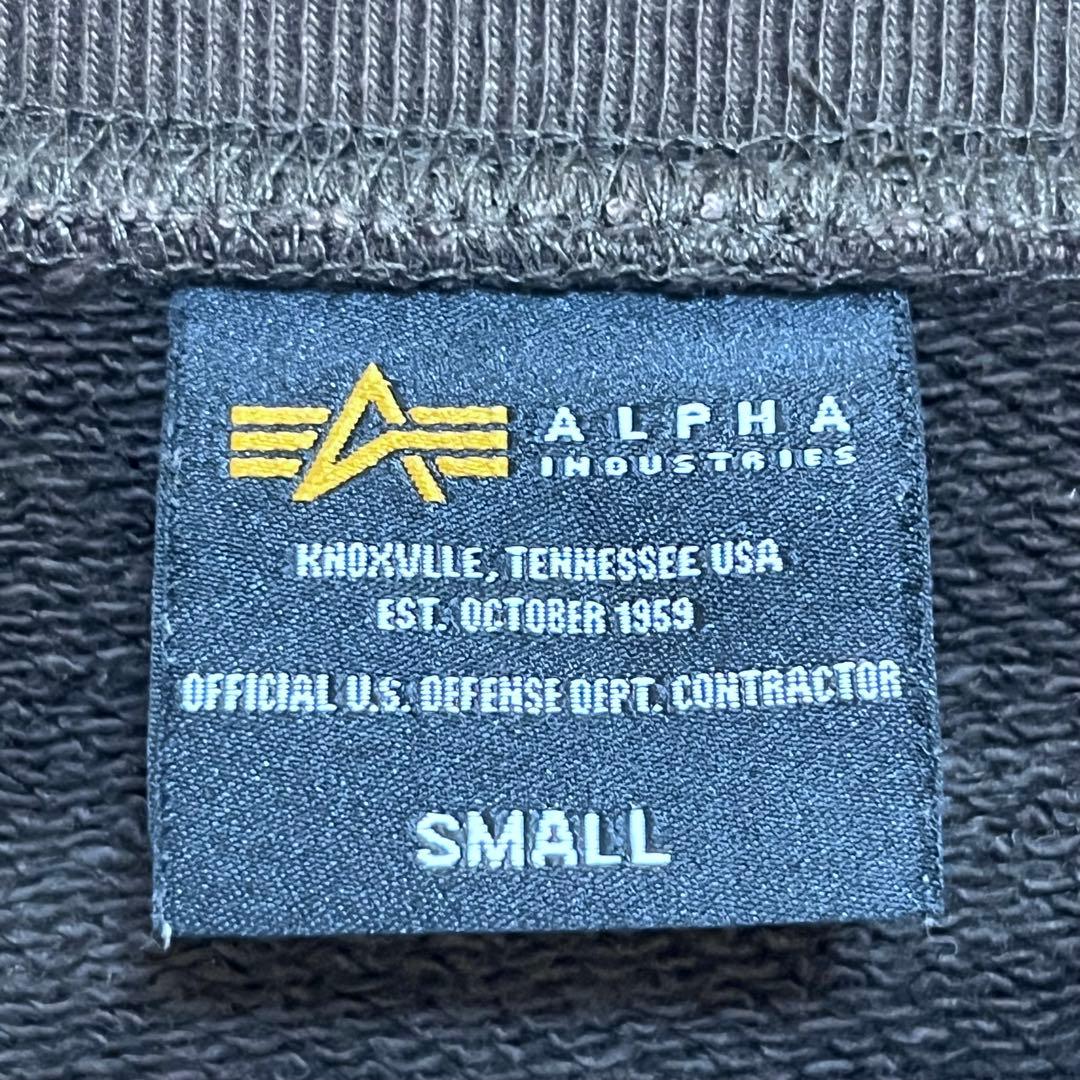 ALPHA
INDUSTRIES
KNOXVILLE, TENNESSEE USA
EST. OCTOBER 1959
OFFICIAL U.S. DEFENSE DEPT. CONTRACTOR
SMALL